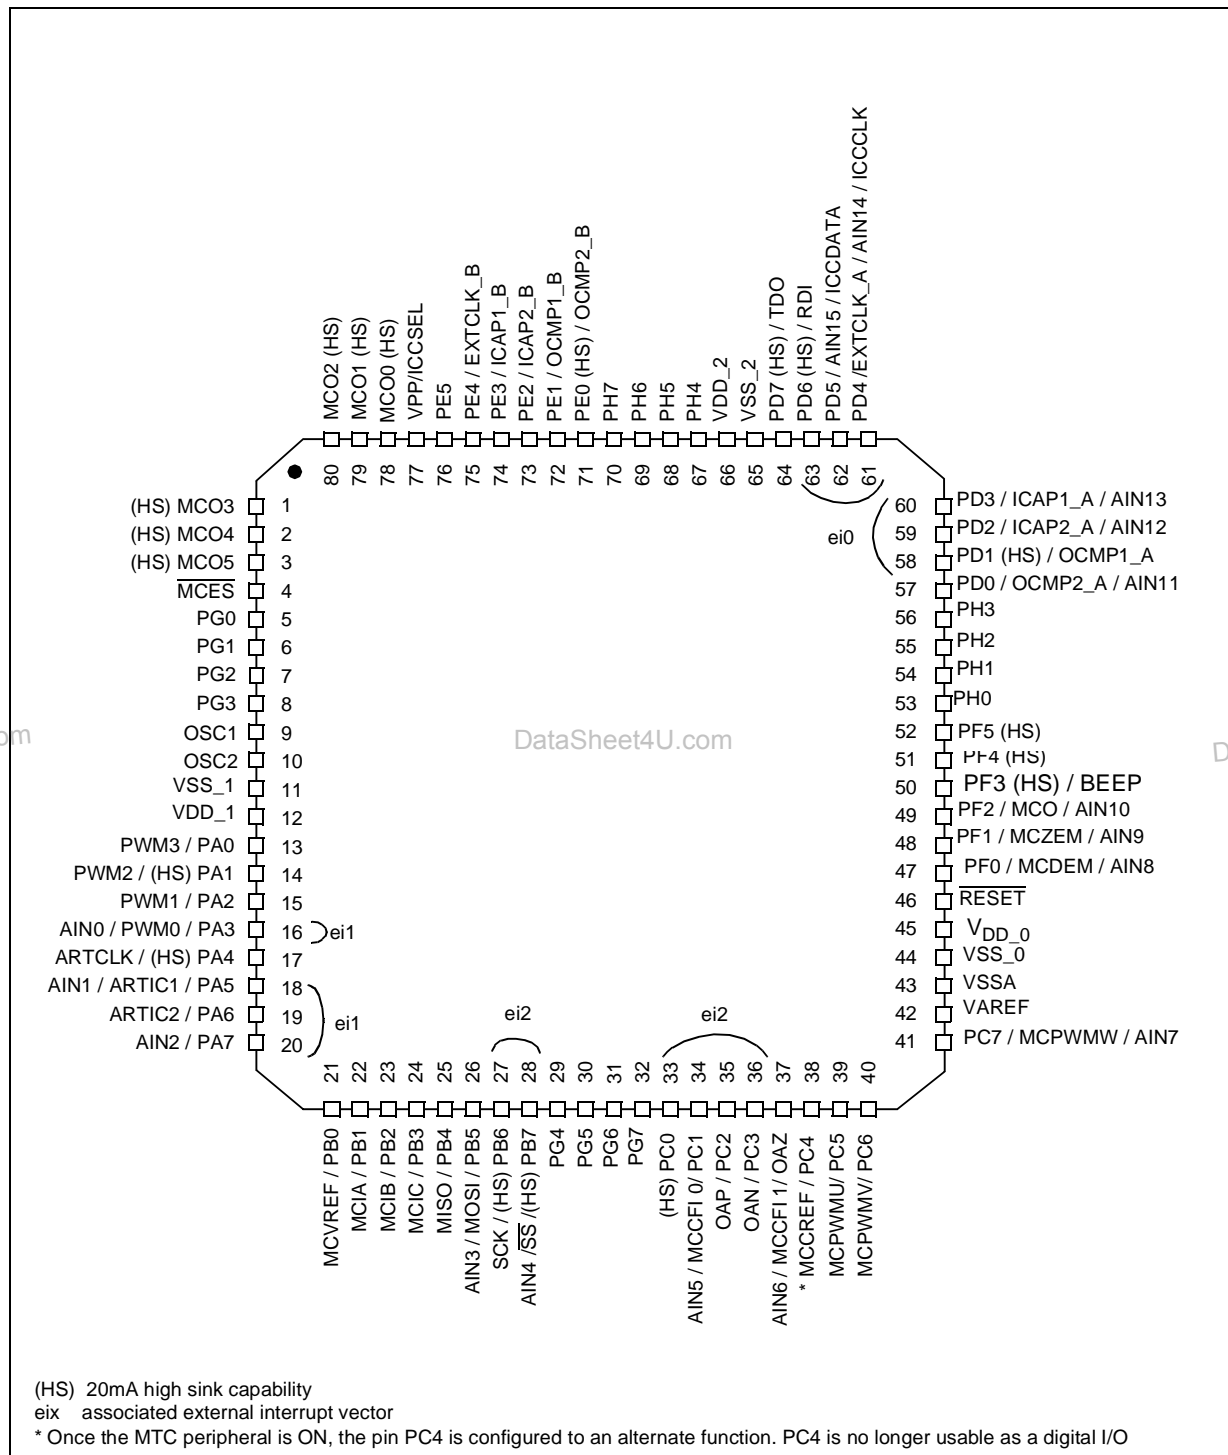 MCO2 (HS)
MCO1 (HS)
MCO0 (HS)
VPP/ICCSEL
PE5
PE4 / EXTCLK_B
PE3 / ICAP1_B
PE2 / ICAP2_B
PE1 / OCMP1_B
PE0 (HS) / OCMP2_B
PH7
PH6
PH5
PH4
VDD_2
VSS_2
PD7 (HS) / TDO
PD6 (HS) / RDI
PD5 / AIN15 / ICCDATA
PD4 /EXTCLK_A / AIN14 / ICCCLK
80 79 78 77 76 75 74 73 72 71 70 69 68 67 66 65 64 63 62 61
(HS) MCO3 1
(HS) MCO4 2
(HS) MCO5 3
MCES 4
PG0 5
PG1 6
PG2 7
PG3 8
OSC1 9
OSC2 10
VSS_1 11
VDD_1 12
PWM3 / PA0 13
PWM2 / (HS) PA1 14
PWM1 / PA2 15
AIN0 / PWM0 / PA3 16 ei1
ARTCLK / (HS) PA4 17
AIN1 / ARTIC1 / PA5 18
ARTIC2 / PA6 19 ei1
AIN2 / PA7 20
60 PD3 / ICAP1_A / AIN13
ei0 59 PD2 / ICAP2_A / AIN12
58 PD1 (HS) / OCMP1_A
57 PD0 / OCMP2_A / AIN11
56 PH3
55 PH2
54 PH1
53 PH0
52 PF5 (HS)
51 PF4 (HS)
50 PF3 (HS) / BEEP
49 PF2 / MCO / AIN10
48 PF1 / MCZEM / AIN9
47 PF0 / MCDEM / AIN8
46 RESET
45 VDD_0
44 VSS_0
43 VSSA
42 VAREF
41 PC7 / MCPWMW / AIN7
om
DataSheet4U.com
D
ei2 ei2
21 22 23 24 25 26 27 28 29 30 31 32 33 34 35 36 37 38 39 40
MCVREF / PB0
MCIA / PB1
MCIB / PB2
MCIC / PB3
MISO / PB4
AIN3 / MOSI / PB5
SCK / (HS) PB6
AIN4 /SS /(HS) PB7
PG4
PG5
PG6
PG7
(HS) PC0
AIN5 / MCCFI 0/ PC1
OAP / PC2
OAN / PC3
AIN6 / MCCFI 1/ OAZ
* MCCREF / PC4
MCPWMU/ PC5
MCPWMV/ PC6
(HS) 20mA high sink capability
eix associated external interrupt vector
* Once the MTC peripheral is ON, the pin PC4 is configured to an alternate function. PC4 is no longer usable as a digital I/O